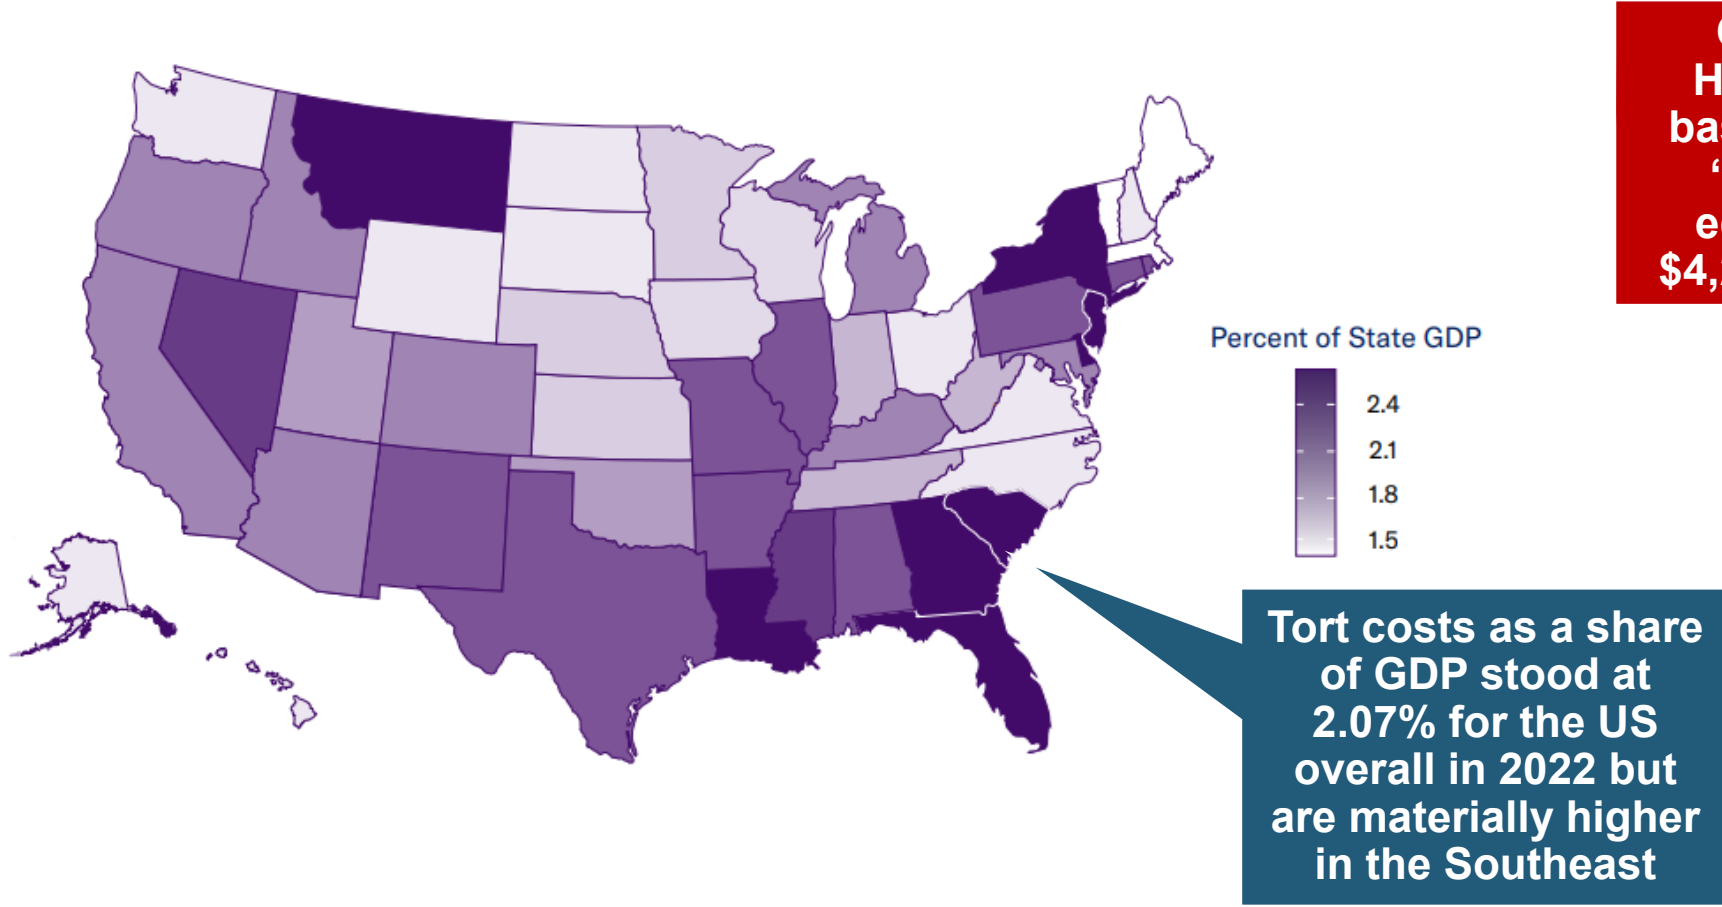 Percent of State GDP
2.4
2.1
1.8
1.5
Tort costs as a share
of GDP stood at
2.07% for the US
overall in 2022 but
are materially higher
in the Southeast
$4,